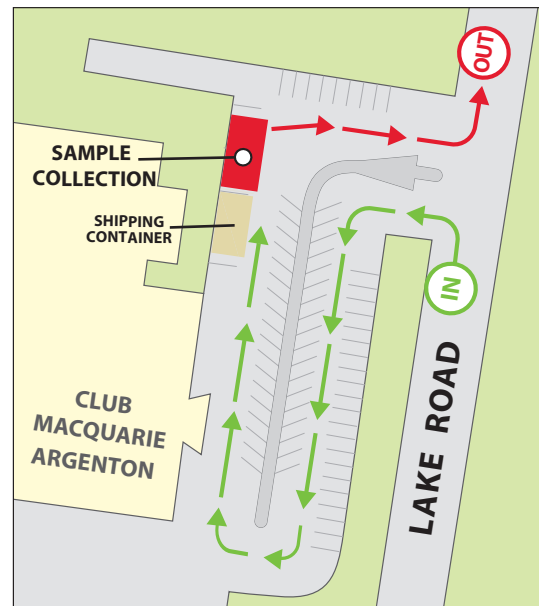 OUT
SAMPLE
COLLECTION
SHIPPING
CONTAINER
IN
CLUB
MACQUARIE
ARGENTON
LAKE ROAD